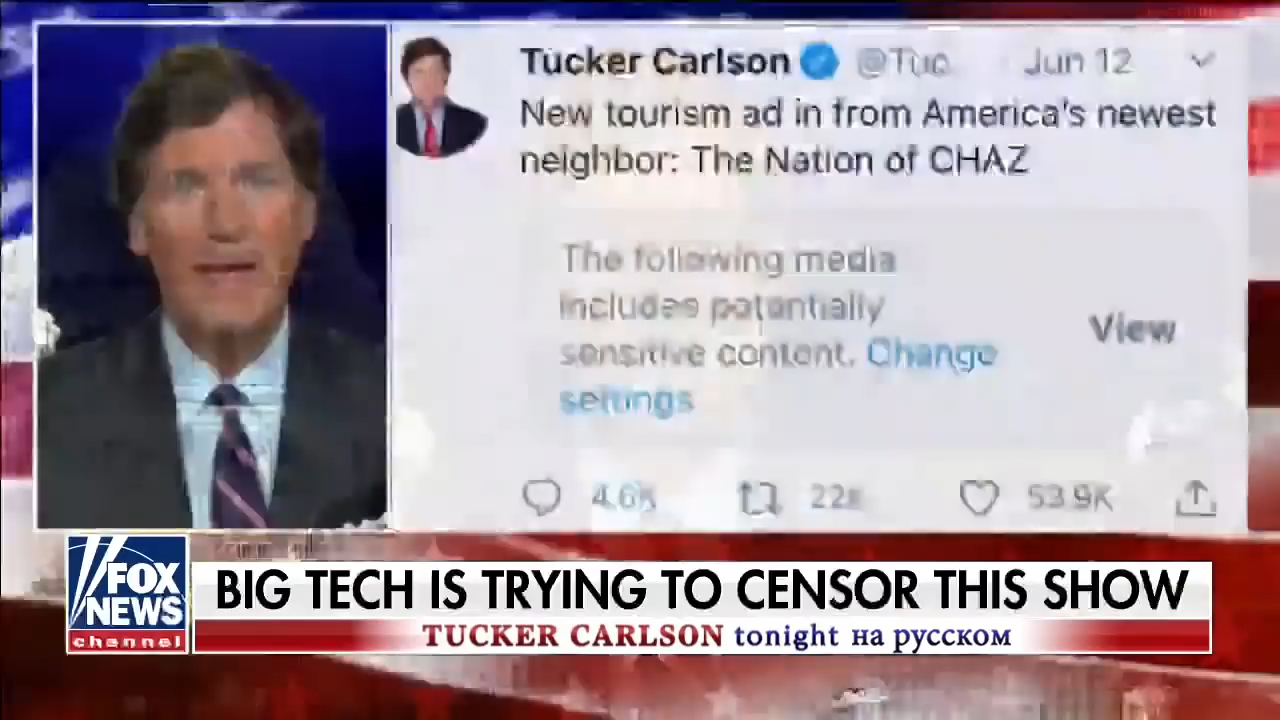 Tucker Carlson @Tuc Jun 12
New tourism ad in from America's newest
neighbor: The Nation of CHAZ
The following media
includes potentially
sensitive content. Change
settings
View
4.6K 22K 53.9K
FOX
NEWS
channel
BIG TECH IS TRYING TO CENSOR THIS SHOW
TUCKER CARLSON tonight на русском